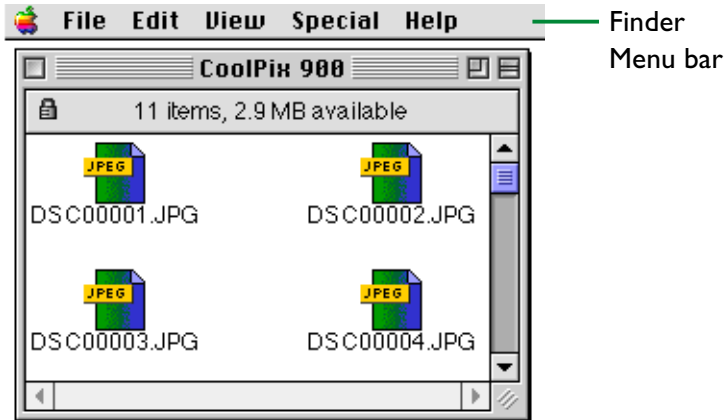 File Edit View Special Help
Finder
Menu bar
CoolPix 900
11 items, 2.9 MB available
JPEG
JPEG
DSC00001.JPG
DSC00002.JPG
JPEG
JPEG
DSC00003.JPG
DSC00004.JPG